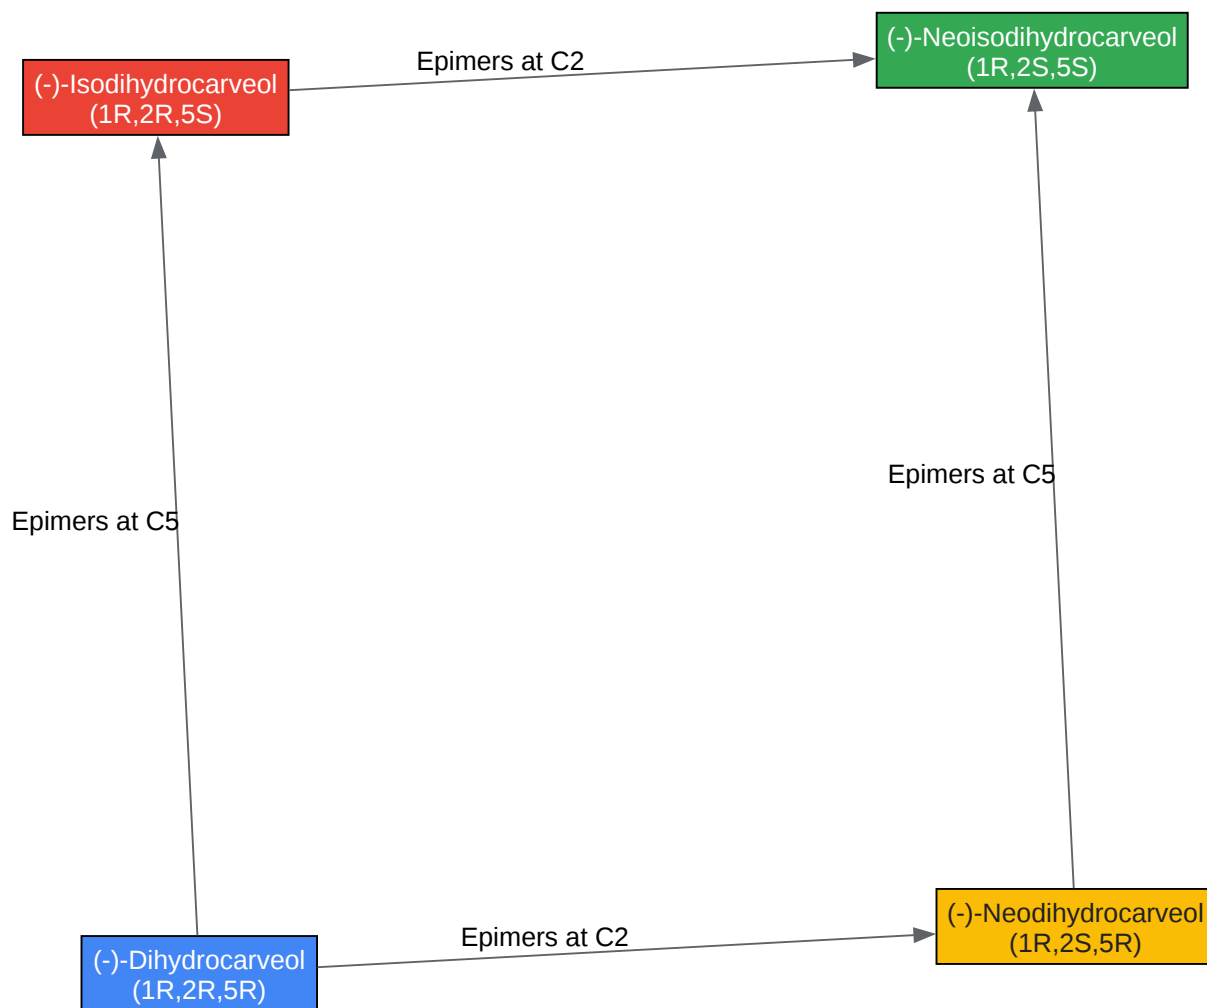 (-)-Neoisodihydrocarveol
(1R,2S,5S)
Epimers at C2
(-)-Isodihydrocarveol
(1R,2R,5S)
Epimers at C5
Epimers at C5
(-)-Neodihydrocarveol
(1R,2S,5R)
Epimers at C2
(-)-Dihydrocarveol
(1R,2R,5R)